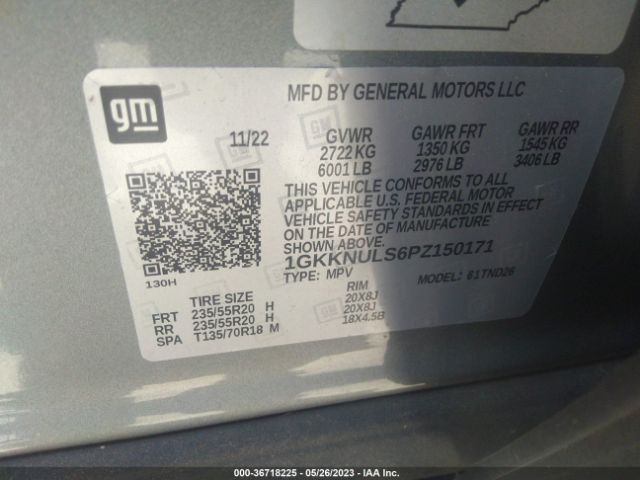 gm
MFD BY GENERAL MOTORS LLC
11/22
GVWR GAWR FRT GAWR RR
2722 KG 1350 KG 1545 KG
6001 LB 2976 LB 3406 LB
THIS VEHICLE CONFORMS TO ALL
APPLICABLE U.S. FEDERAL MOTOR
VEHICLE SAFETY STANDARDS IN EFFECT
ON THE DATE OF MANUFACTURE
1GKKNULS6PZ150171
130H
TYPE: MPV MODEL: 61TND26
TIRE SIZE RIM
FRT 235/55R20 H 20X8J
RR 235/55R20 H 20X8J
SPA T135/70R18 M 18X4.5B
000-36718225 - 05/26/2023 - IAA Inc.